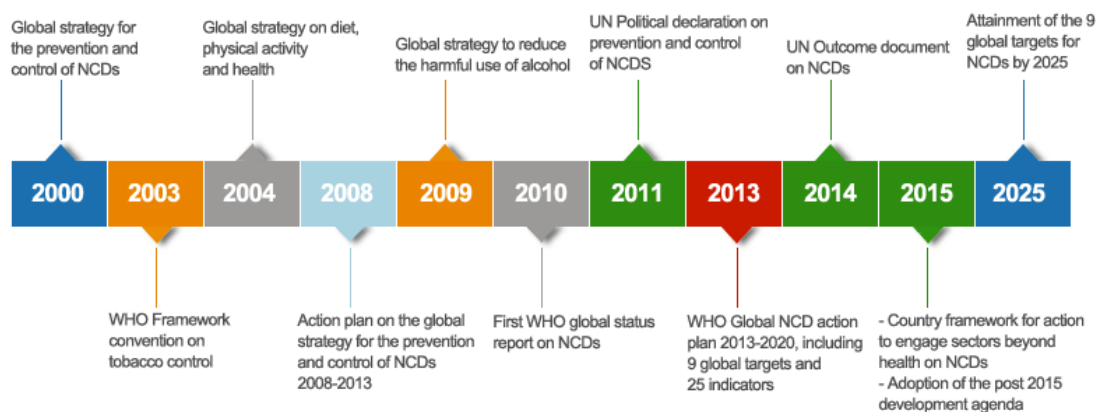 Global strategy for
the prevention and
control of NCDs
Global strategy on diet,
physical activity
and health
Global strategy to reduce
the harmful use of alcohol
UN Political declaration on
prevention and control
of NCDS
UN Outcome document
on NCDs
Attainment of the 9
global targets for
NCDs by 2025
2000 2003 2004 2008 2009 2010 2011 2013 2014 2015 2025
WHO Framework
convention on
tobacco control
Action plan on the global
strategy for the prevention
and control of NCDs
2008-2013
First WHO global status
report on NCDs
WHO Global NCD action
plan 2013-2020, including
9 global targets and
25 indicators
- Country framework for action
to engage sectors beyond
health on NCDs
- Adoption of the post 2015
development agenda